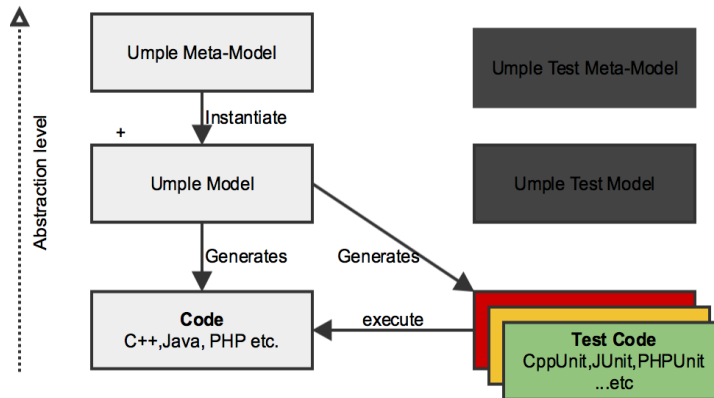 Umple Meta-Model
Umple Test Meta-Model
Instantiate
+
Umple Model
Umple Test Model
Abstraction level
Generates
Generates
Code
C++,Java, PHP etc.
execute
Test Code
CppUnit,JUnit,PHPUnit
...etc